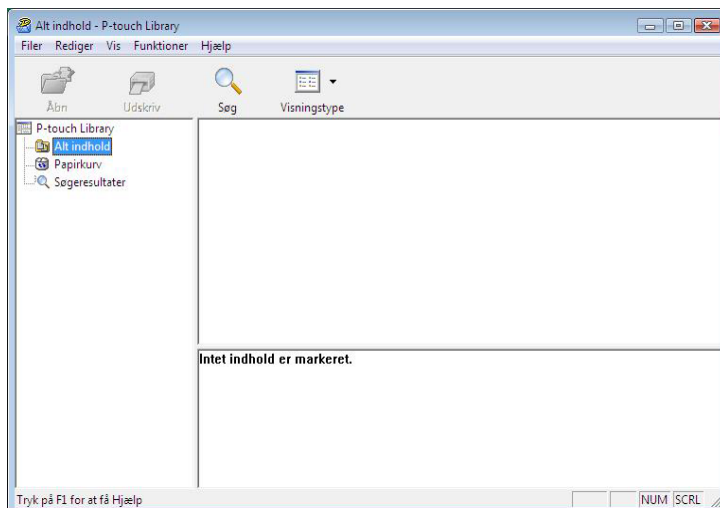 Alt indhold - P-touch Library
Filer Rediger Vis Funktioner Hjælp
Åbn Udskriv Søg Visningstype
P-touch Library
Alt indhold
Papirkurv
Søgeresultater
Intet indhold er markeret.
Tryk på F1 for at få Hjælp NUM SCRL